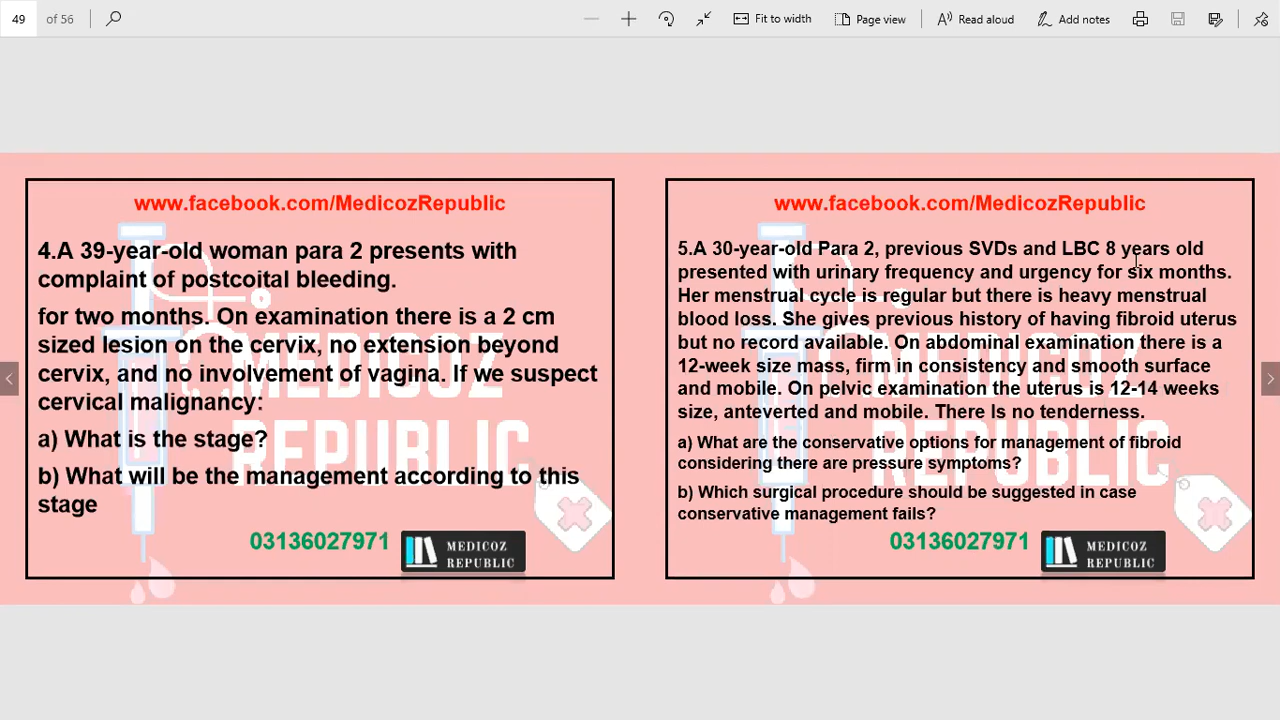 49 of 56
Fit to width
Page view
Read aloud
Add notes
www.facebook.com/MedicozRepublic
4.A 39-year-old woman para 2 presents with
complaint of postcoital bleeding.
for two months. On examination there is a 2 cm
sized lesion on the cervix, no extension beyond
cervix, and no involvement of vagina. If we suspect
cervical malignancy:
a) What is the stage?
b) What will be the management according to this
stage
MEDICOZ
REPUBLIC
03136027971
MEDICOZ
REPUBLIC
www.facebook.com/MedicozRepublic
5.A 30-year-old Para 2, previous SVDs and LBC 8 years old
presented with urinary frequency and urgency for six months.
Her menstrual cycle is regular but there is heavy menstrual
blood loss. She gives previous history of having fibroid uterus
but no record available. On abdominal examination there is a
12-week size mass, firm in consistency and smooth surface
and mobile. On pelvic examination the uterus is 12-14 weeks
size, anteverted and mobile. There Is no tenderness.
a) What are the conservative options for management of fibroid
considering there are pressure symptoms?
b) Which surgical procedure should be suggested in case
conservative management fails?
MEDICOZ
REPUBLIC
03136027971
MEDICOZ
REPUBLIC